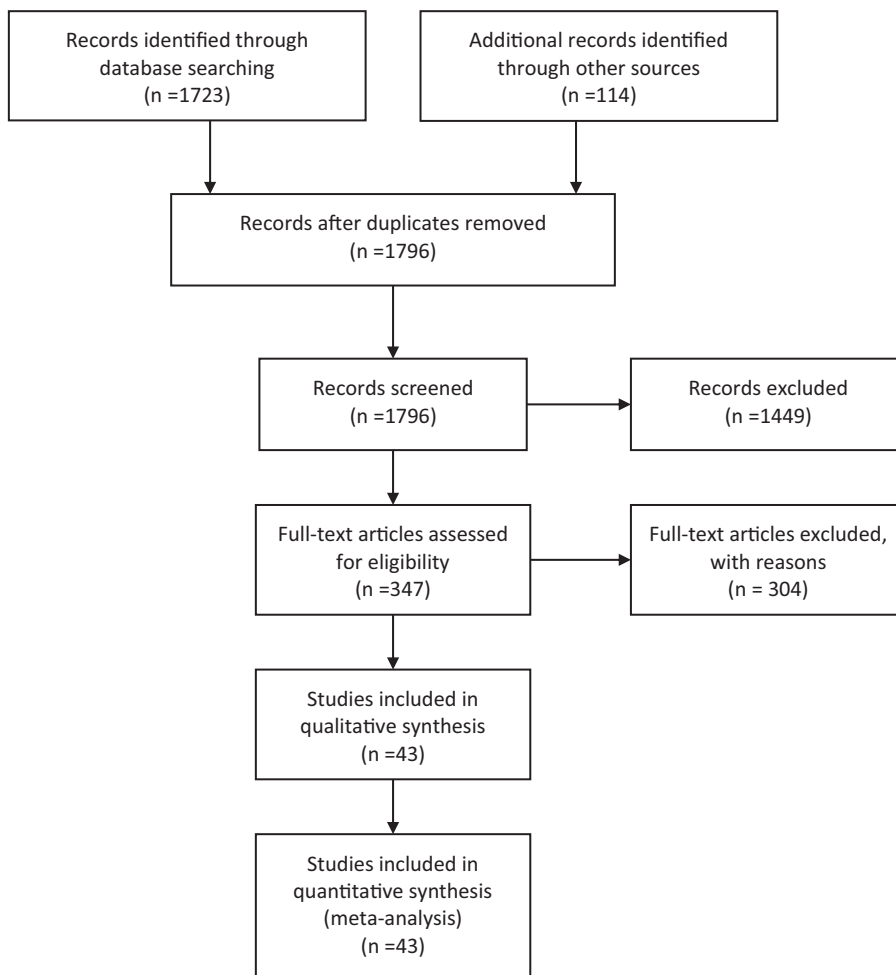 Records identified through
database searching
(n =1723)
Additional records identified
through other sources
(n =114)
Records after duplicates removed
(n =1796)
Records screened
(n =1796)
Records excluded
(n =1449)
Full-text articles assessed
for eligibility
(n =347)
Full-text articles excluded,
with reasons
(n = 304)
Studies included in
qualitative synthesis
(n =43)
Studies included in
quantitative synthesis
(meta-analysis)
(n =43)